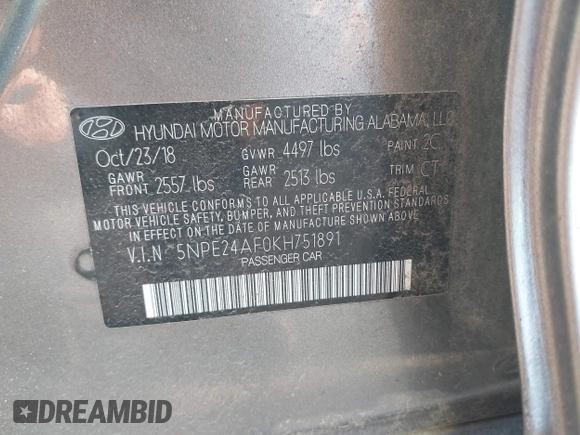 MANUFACTURED BY
HYUNDAI MOTOR MANUFACTURING ALABAMA, LLC
Oct/23/18 GVWR 4497 lbs PAINT 2C
GAWR FRONT 2557 lbs GAWR REAR 2513 lbs TRIM CT
THIS VEHICLE CONFORMS TO ALL APPLICABLE U.S.A. FEDERAL
MOTOR VEHICLE SAFETY, BUMPER, AND THEFT PREVENTION STANDARDS
IN EFFECT ON THE DATE OF MANUFACTURE SHOWN ABOVE.
V.I.N 5NPE24AF0KH751891
PASSENGER CAR
DREAMBID